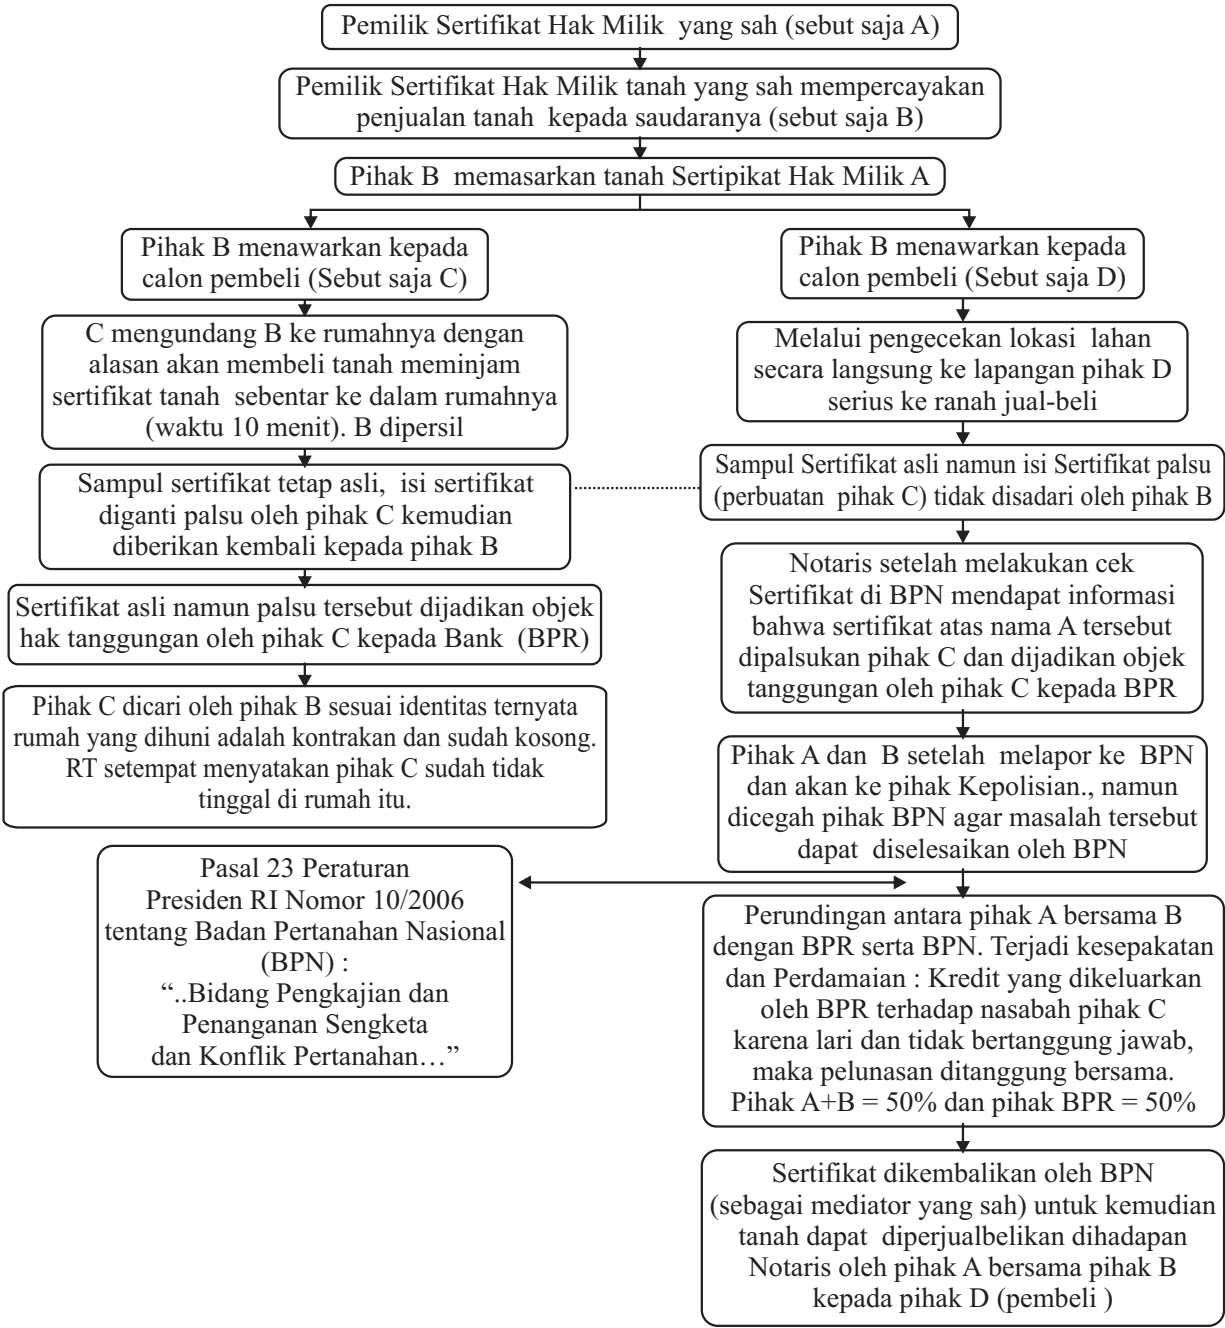 Pemilik Sertifikat Hak Milik yang sah (sebut saja A)
Pemilik Sertifikat Hak Milik tanah yang sah mempercayakan
penjualan tanah kepada saudaranya (sebut saja B)
Pihak B memasarkan tanah Sertipikat Hak Milik A
Pihak B menawarkan kepada
calon pembeli (Sebut saja C)
C mengundang B ke rumahnya dengan
alasan akan membeli tanah meminjam
sertifikat tanah sebentar ke dalam rumahnya
(waktu 10 menit). B dipersil
Sampul sertifikat tetap asli, isi sertifikat
diganti palsu oleh pihak C kemudian
diberikan kembali kepada pihak B
Sertifikat asli namun palsu tersebut dijadikan objek
hak tanggungan oleh pihak C kepada Bank (BPR)
Pihak C dicari oleh pihak B sesuai identitas ternyata
rumah yang dihuni adalah kontrakan dan sudah kosong.
RT setempat menyatakan pihak C sudah tidak
tinggal di rumah itu.
Pasal 23 Peraturan
Presiden RI Nomor 10/2006
tentang Badan Pertanahan Nasional
(BPN) :
“..Bidang Pengkajian dan
Penanganan Sengketa
dan Konflik Pertanahan…”
Pihak B menawarkan kepada
calon pembeli (Sebut saja D)
Melalui pengecekan lokasi lahan
secara langsung ke lapangan pihak D
serius ke ranah jual-beli
Sampul Sertifikat asli namun isi Sertifikat palsu
(perbuatan pihak C) tidak disadari oleh pihak B
Notaris setelah melakukan cek
Sertifikat di BPN mendapat informasi
bahwa sertifikat atas nama A tersebut
dipalsukan pihak C dan dijadikan objek
tanggungan oleh pihak C kepada BPR
Pihak A dan B setelah melapor ke BPN
dan akan ke pihak Kepolisian., namun
dicegah pihak BPN agar masalah tersebut
dapat diselesaikan oleh BPN
Perundingan antara pihak A bersama B
dengan BPR serta BPN. Terjadi kesepakatan
dan Perdamaian : Kredit yang dikeluarkan
oleh BPR terhadap nasabah pihak C
karena lari dan tidak bertanggung jawab,
maka pelunasan ditanggung bersama.
Pihak A+B = 50% dan pihak BPR = 50%
Sertifikat dikembalikan oleh BPN
(sebagai mediator yang sah) untuk kemudian
tanah dapat diperjualbelikan dihadapan
Notaris oleh pihak A bersama pihak B
kepada pihak D (pembeli )